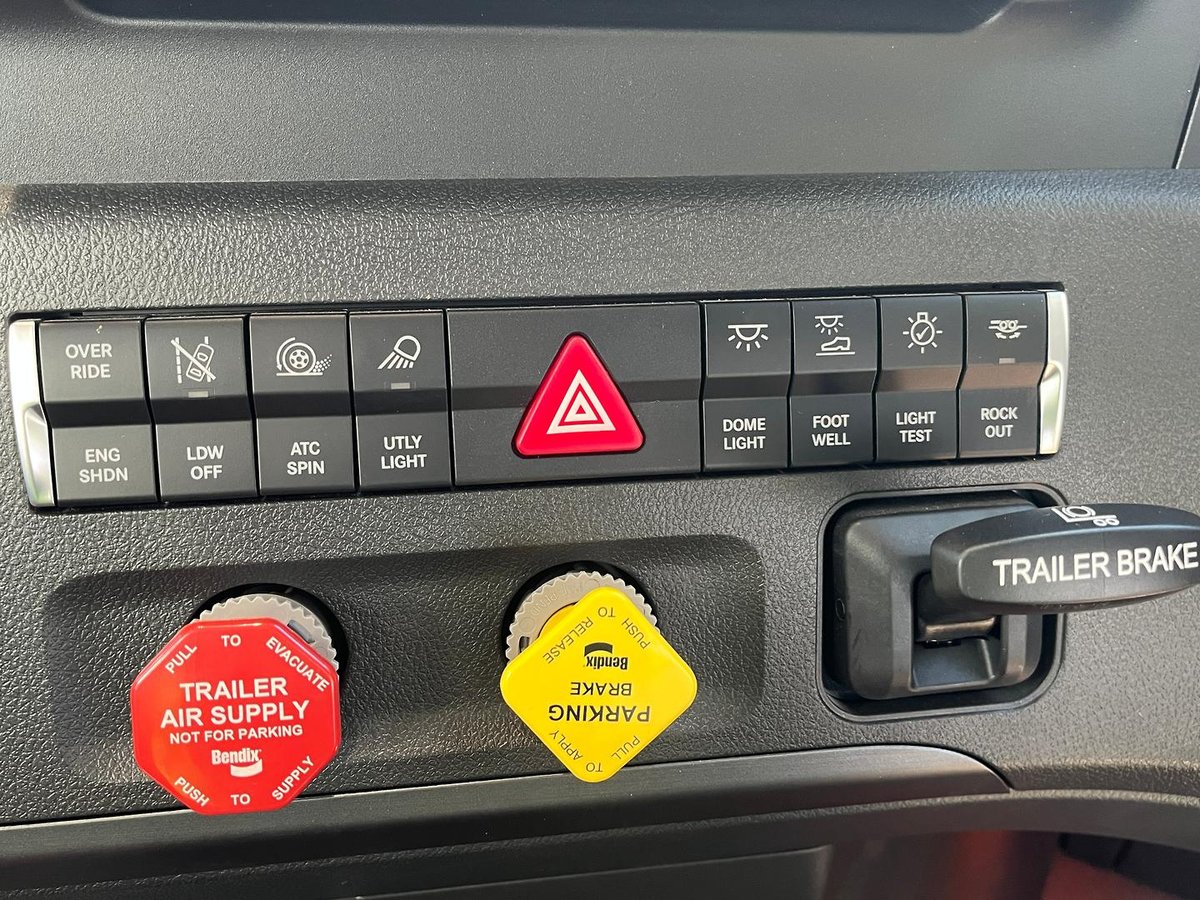 OVER
RIDE
ENG
SHDN
LDW
OFF
ATC
SPIN
UTLY
LIGHT
DOME
LIGHT
FOOT
WELL
LIGHT
TEST
ROCK
OUT
PULL TO EVACUATE
TRAILER
AIR SUPPLY
NOT FOR PARKING
Bendix
PUSH TO SUPPLY
PULL TO APPLY
PARKING
BRAKE
Bendix
PUSH TO RELEASE
TRAILER BRAKE